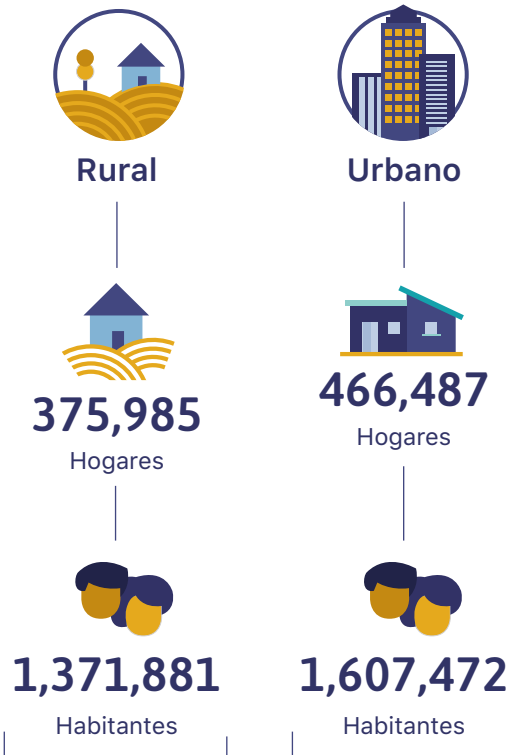 Rural
375,985
Hogares
1,371,881
Habitantes
Urbano
466,487
Hogares
1,607,472
Habitantes